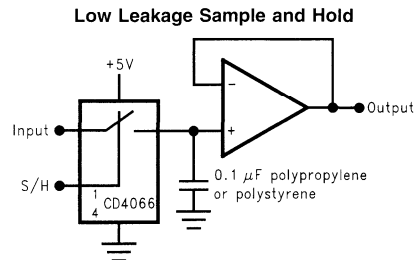 Low Leakage Sample and Hold
+5V
Input
S/H
1
4
CD4066
-
+
Output
0.1 μF polypropylene
or polystyrene